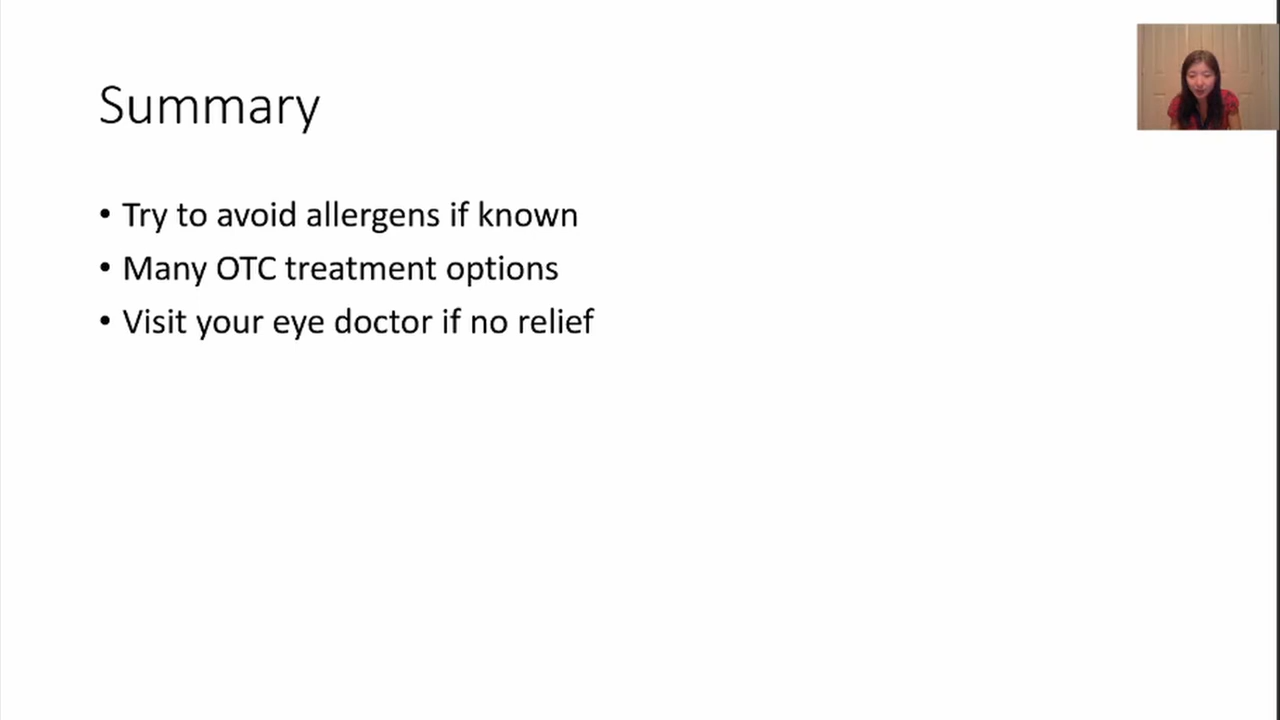 Summary
• Try to avoid allergens if known
• Many OTC treatment options
• Visit your eye doctor if no relief